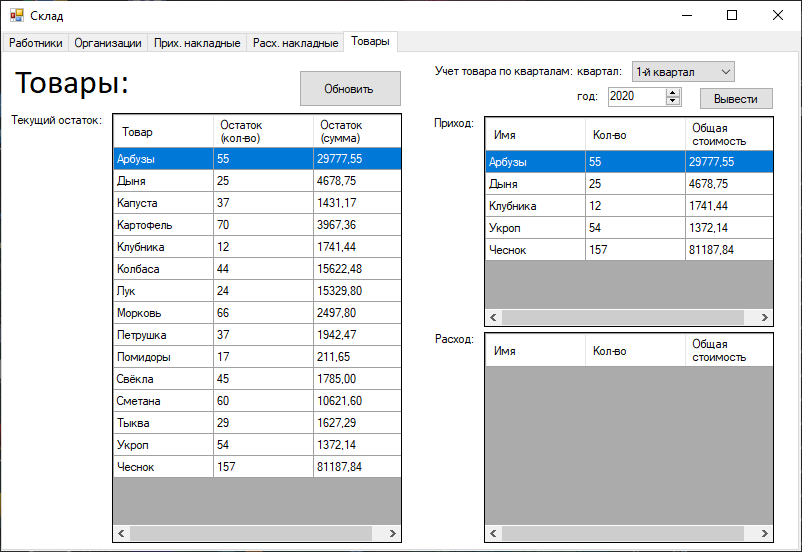 Склад
Работники Организации Прих. накладные Расх. накладные Товары
Товары:
Обновить
Учет товара по кварталам: квартал: 1-й квартал
год: 2020
Вывести
Текущий остаток:
Товар Остаток (кол-во) Остаток (сумма)
Арбузы 55 29777,55
Дыня 25 4678,75
Капуста 37 1431,17
Картофель 70 3967,36
Клубника 12 1741,44
Колбаса 44 15622,48
Лук 24 15329,80
Морковь 66 2497,80
Петрушка 37 1942,47
Помидоры 17 211,65
Свёкла 45 1785,00
Сметана 60 10621,60
Тыква 29 1627,29
Укроп 54 1372,14
Чеснок 157 81187,84
Приход:
Имя Кол-во Общая стоимость
Арбузы 55 29777,55
Дыня 25 4678,75
Клубника 12 1741,44
Укроп 54 1372,14
Чеснок 157 81187,84
Расход:
Имя Кол-во Общая стоимость